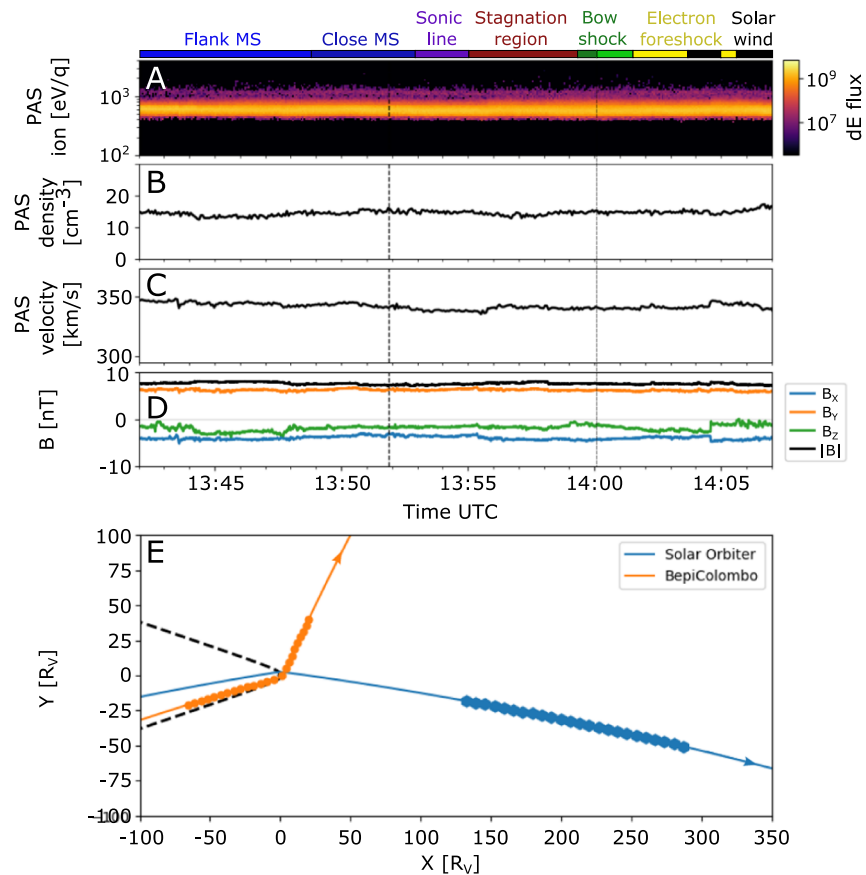 Flank MS
Close MS
Sonic
line
Stagnation
region
Bow
shock
Electron
foreshock
Solar
wind
A
PAS
ion [eV/q]
10³
10²
10⁹
10⁷
dE flux
B
PAS
density
[cm⁻³]
20
10
0
C
PAS
velocity
[km/s]
350
300
D
B [nT]
10
0
-10
B_X
B_Y
B_Z
|B|
13:45
13:50
13:55
14:00
14:05
Time UTC
E
Solar Orbiter
BepiColombo
Y [R_V]
100
75
50
25
0
-25
-50
-75
-100
-100
-100
-50
0
50
100
150
200
250
300
350
X [R_V]